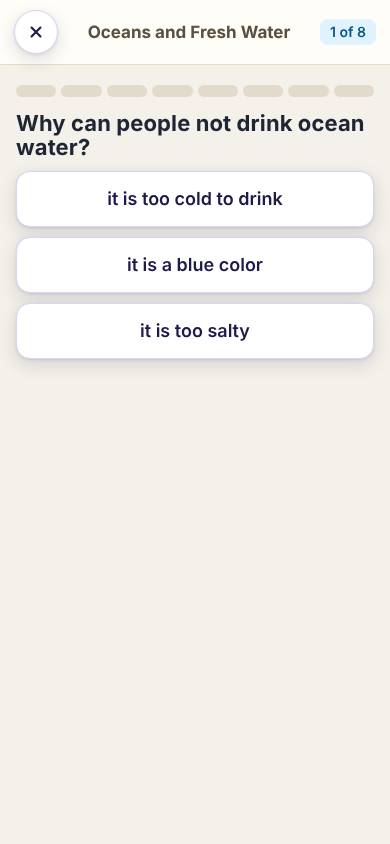 Oceans and Fresh Water
1 of 8
Why can people not drink ocean
water?
it is too cold to drink
it is a blue color
it is too salty